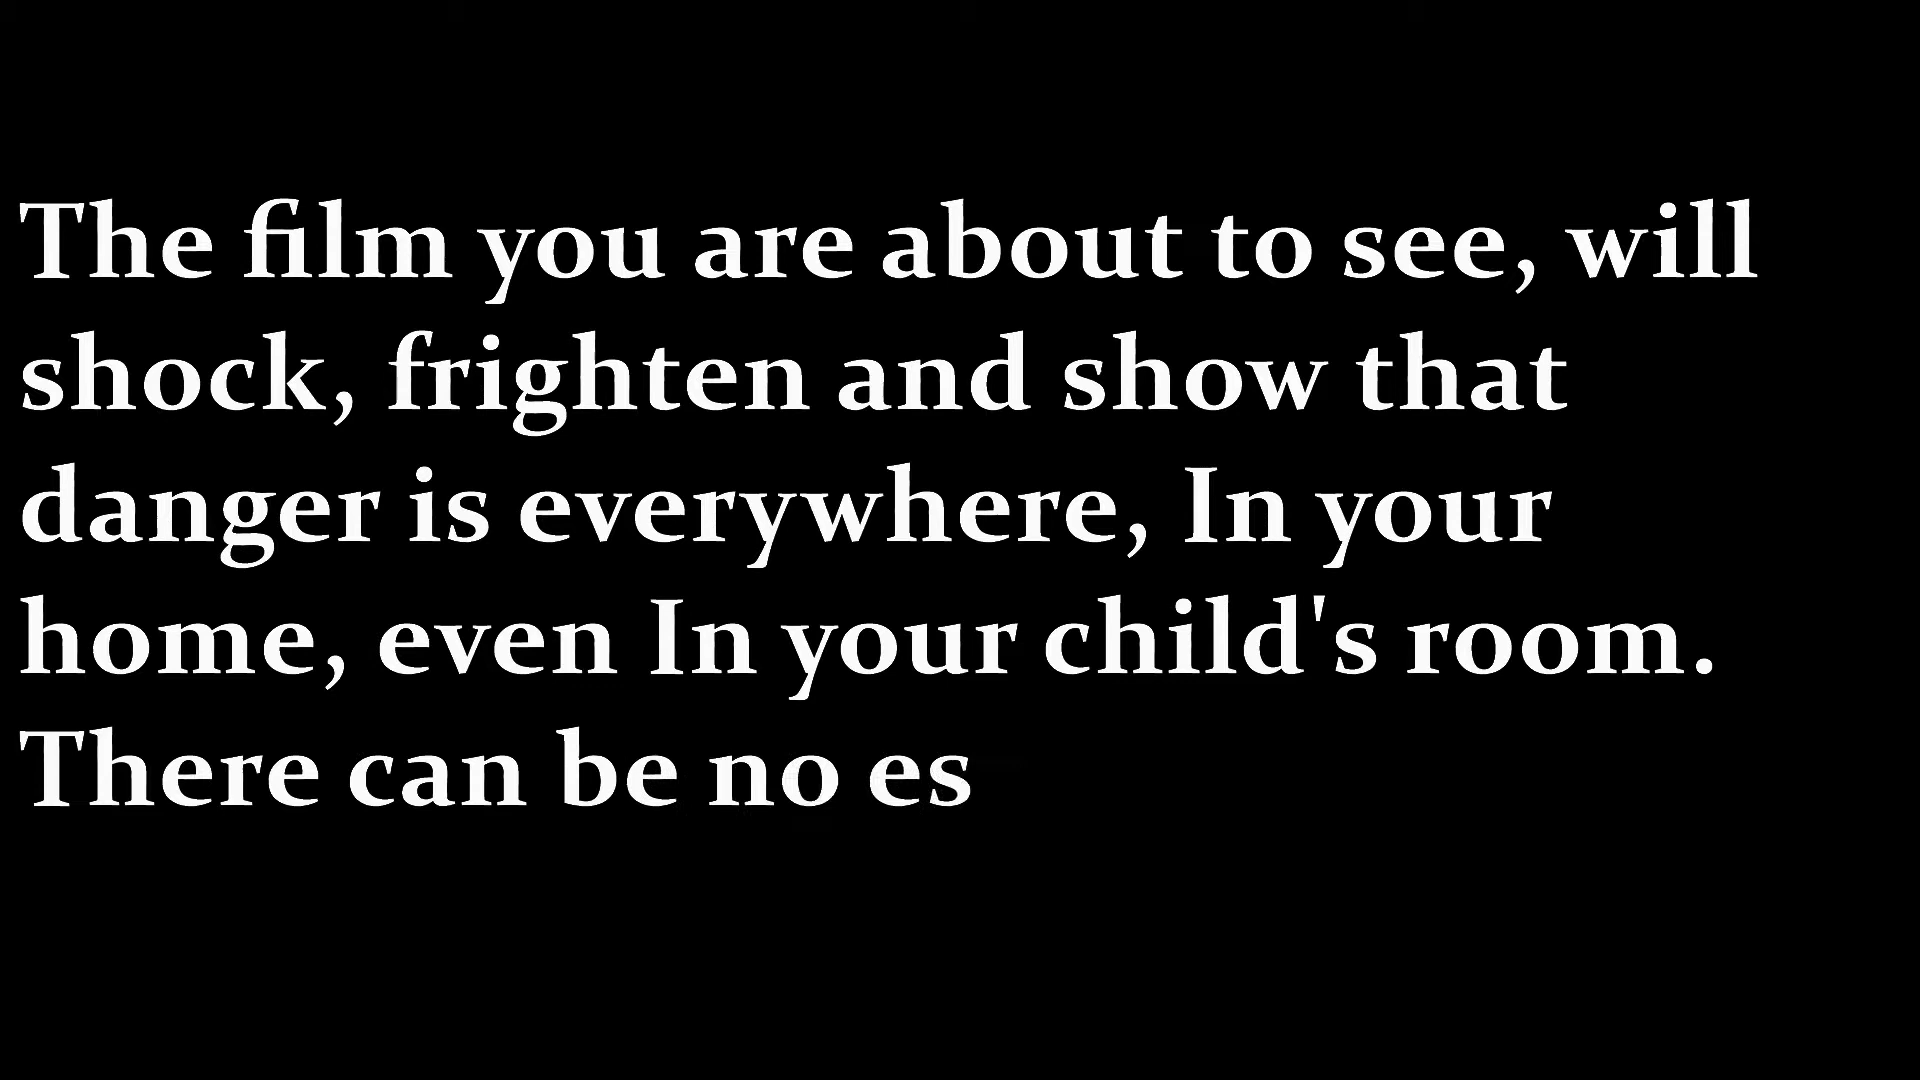 The film you are about to see, will
shock, frighten and show that
danger is everywhere, In your
home, even In your child's room.
There can be no es